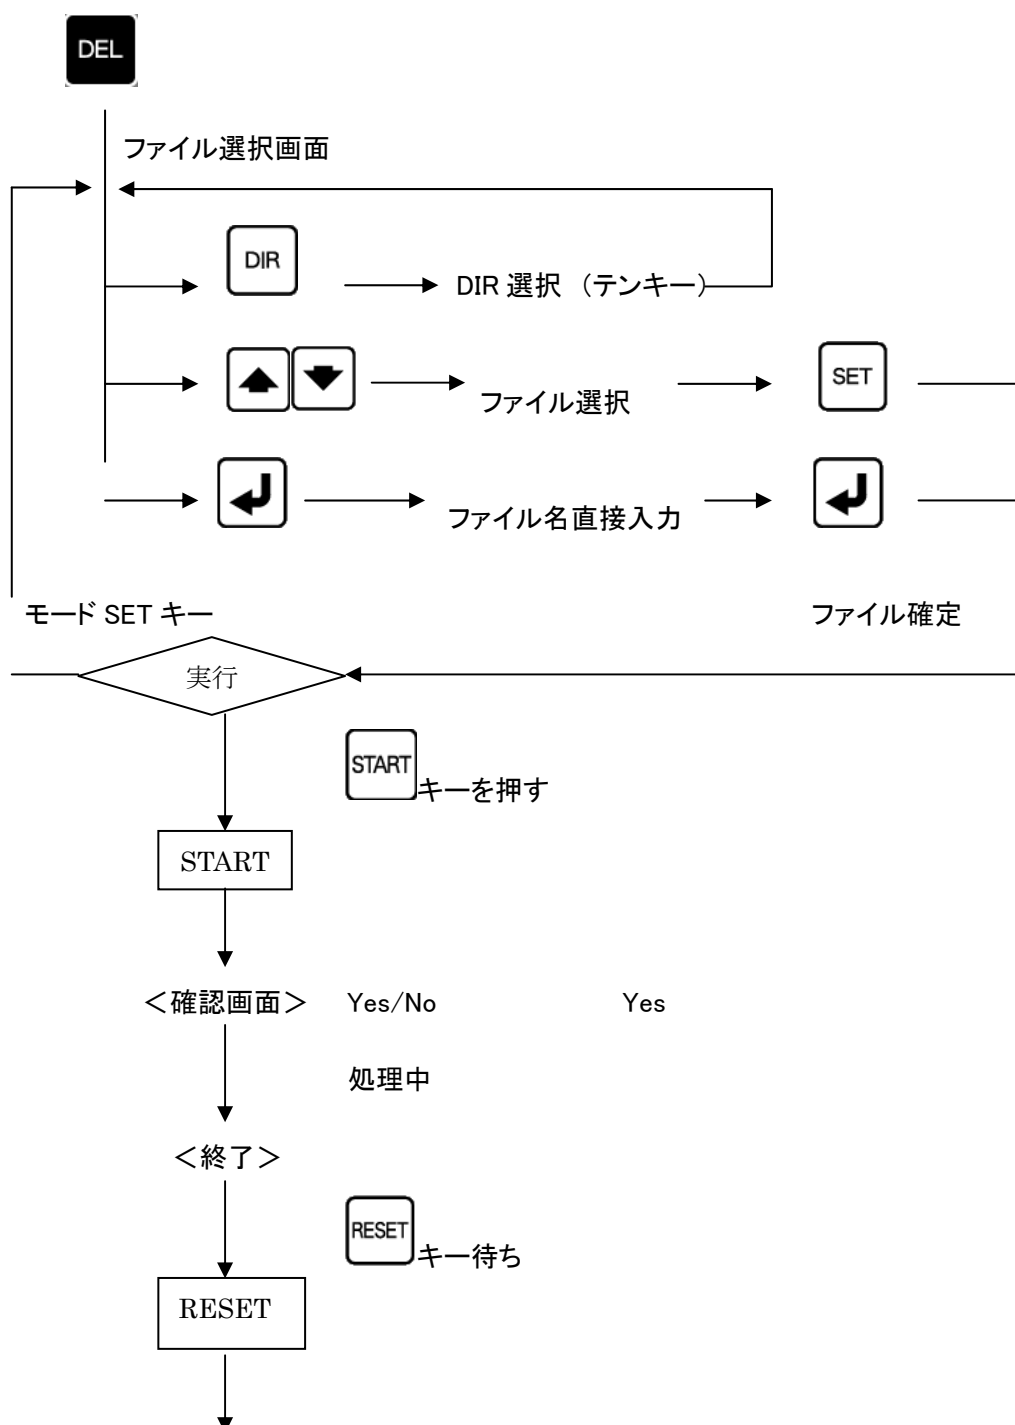 DEL
ファイル選択画面
DIR
DIR 選択 （テンキー）
ファイル選択
SET
ファイル名直接入力
モード SET キー
ファイル確定
実行
START キーを押す
START
＜確認画面＞ Yes/No Yes
処理中
＜終了＞
RESET キー待ち
RESET